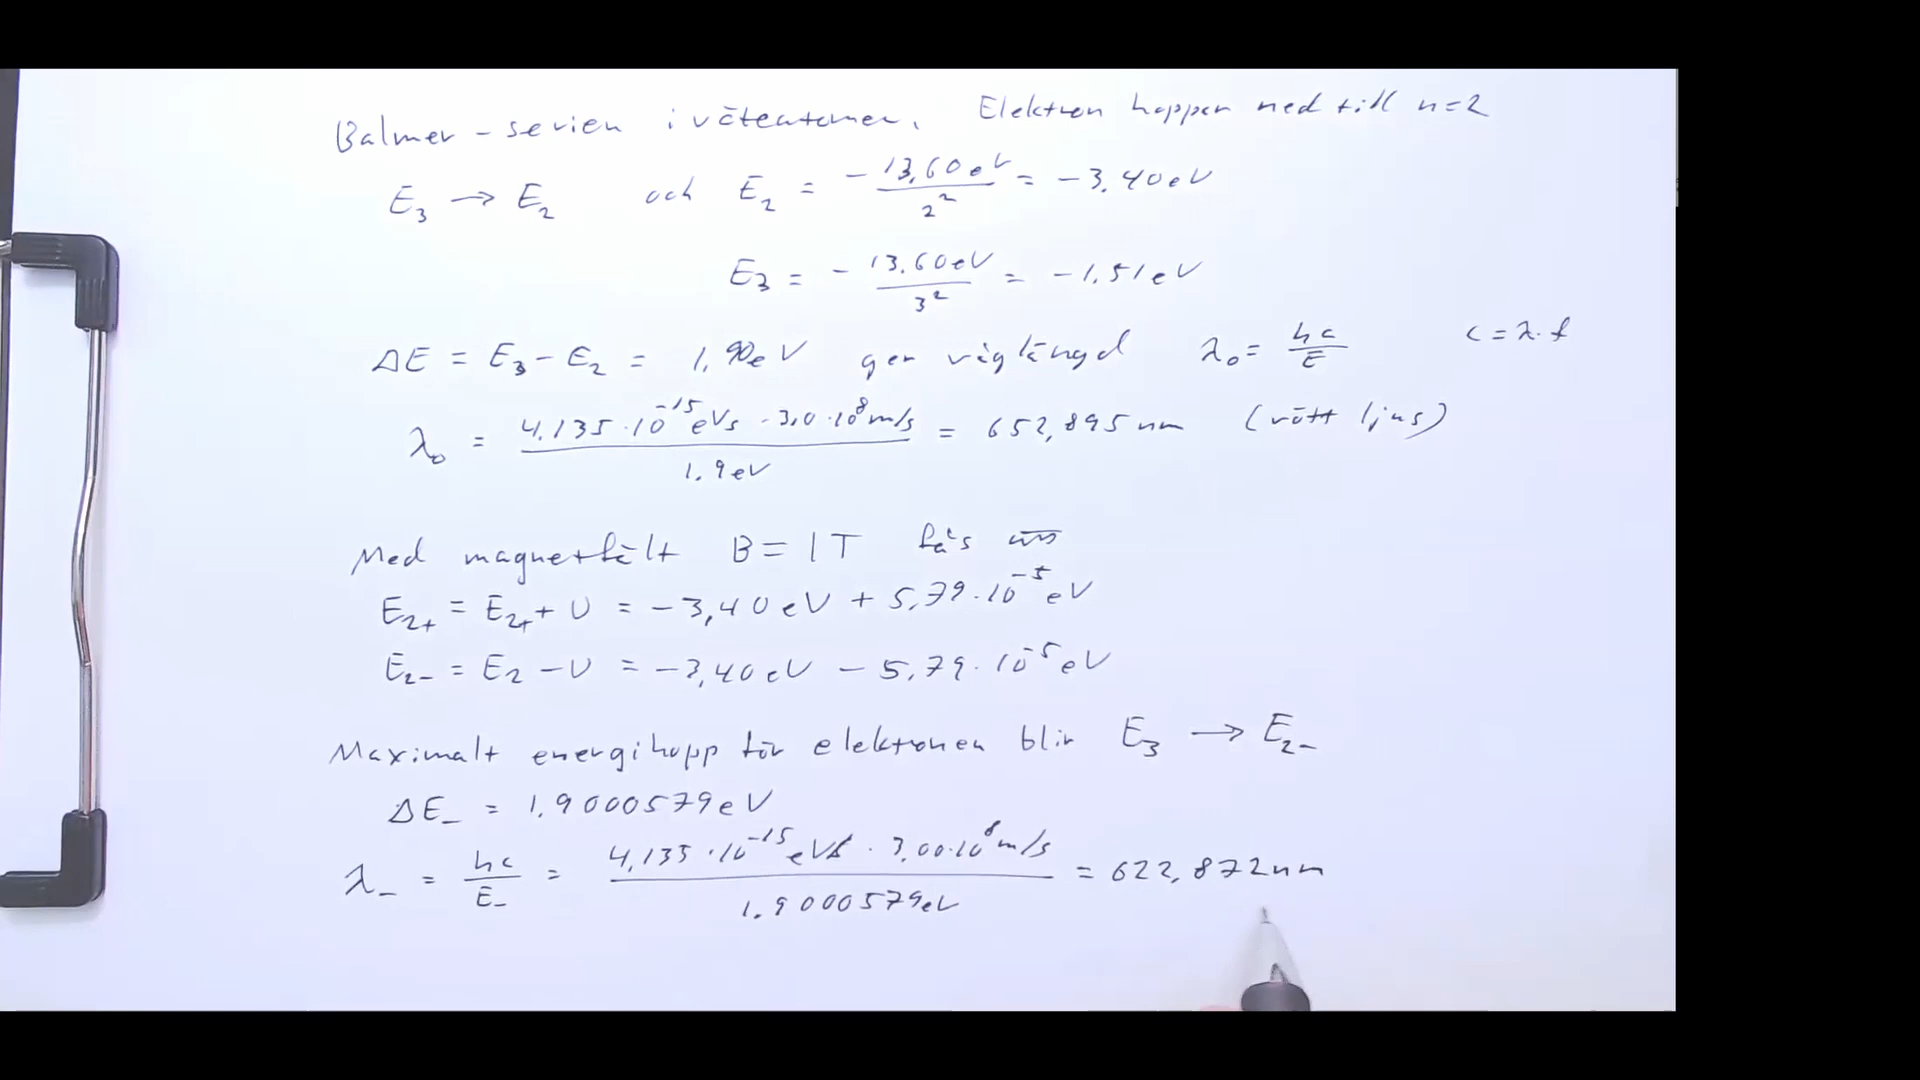 Balmer-serien i väteatomen. Elektron hoppar ned till n=2
E₃ → E₂ och E₂ = -13,60eV/2² = -3.40eV
E₃ = -13.60eV/3² = -1.51eV
ΔE = E₃-E₂ = 1,90eV ger våglängd λ₀= hc/E c=λ·f
λ₀ = 4,135·10⁻¹⁵eVs·3,0·10⁸m/s / 1.9eV = 652,895nm (rött ljus)
Med magnetfält B=1T fås
E₂₊ = E₂₊+U = -3,40eV + 5,79·10⁻⁵eV
E₂₋ = E₂-U = -3,40eV - 5,79·10⁻⁵eV
Maximalt energihopp för elektronen blir E₃ → E₂₋
ΔE₋ = 1,9000579eV
λ₋ = hc/E₋ = 4,135·10⁻¹⁵eVs·3,00·10⁸m/s / 1.9000579eV = 622,872nm